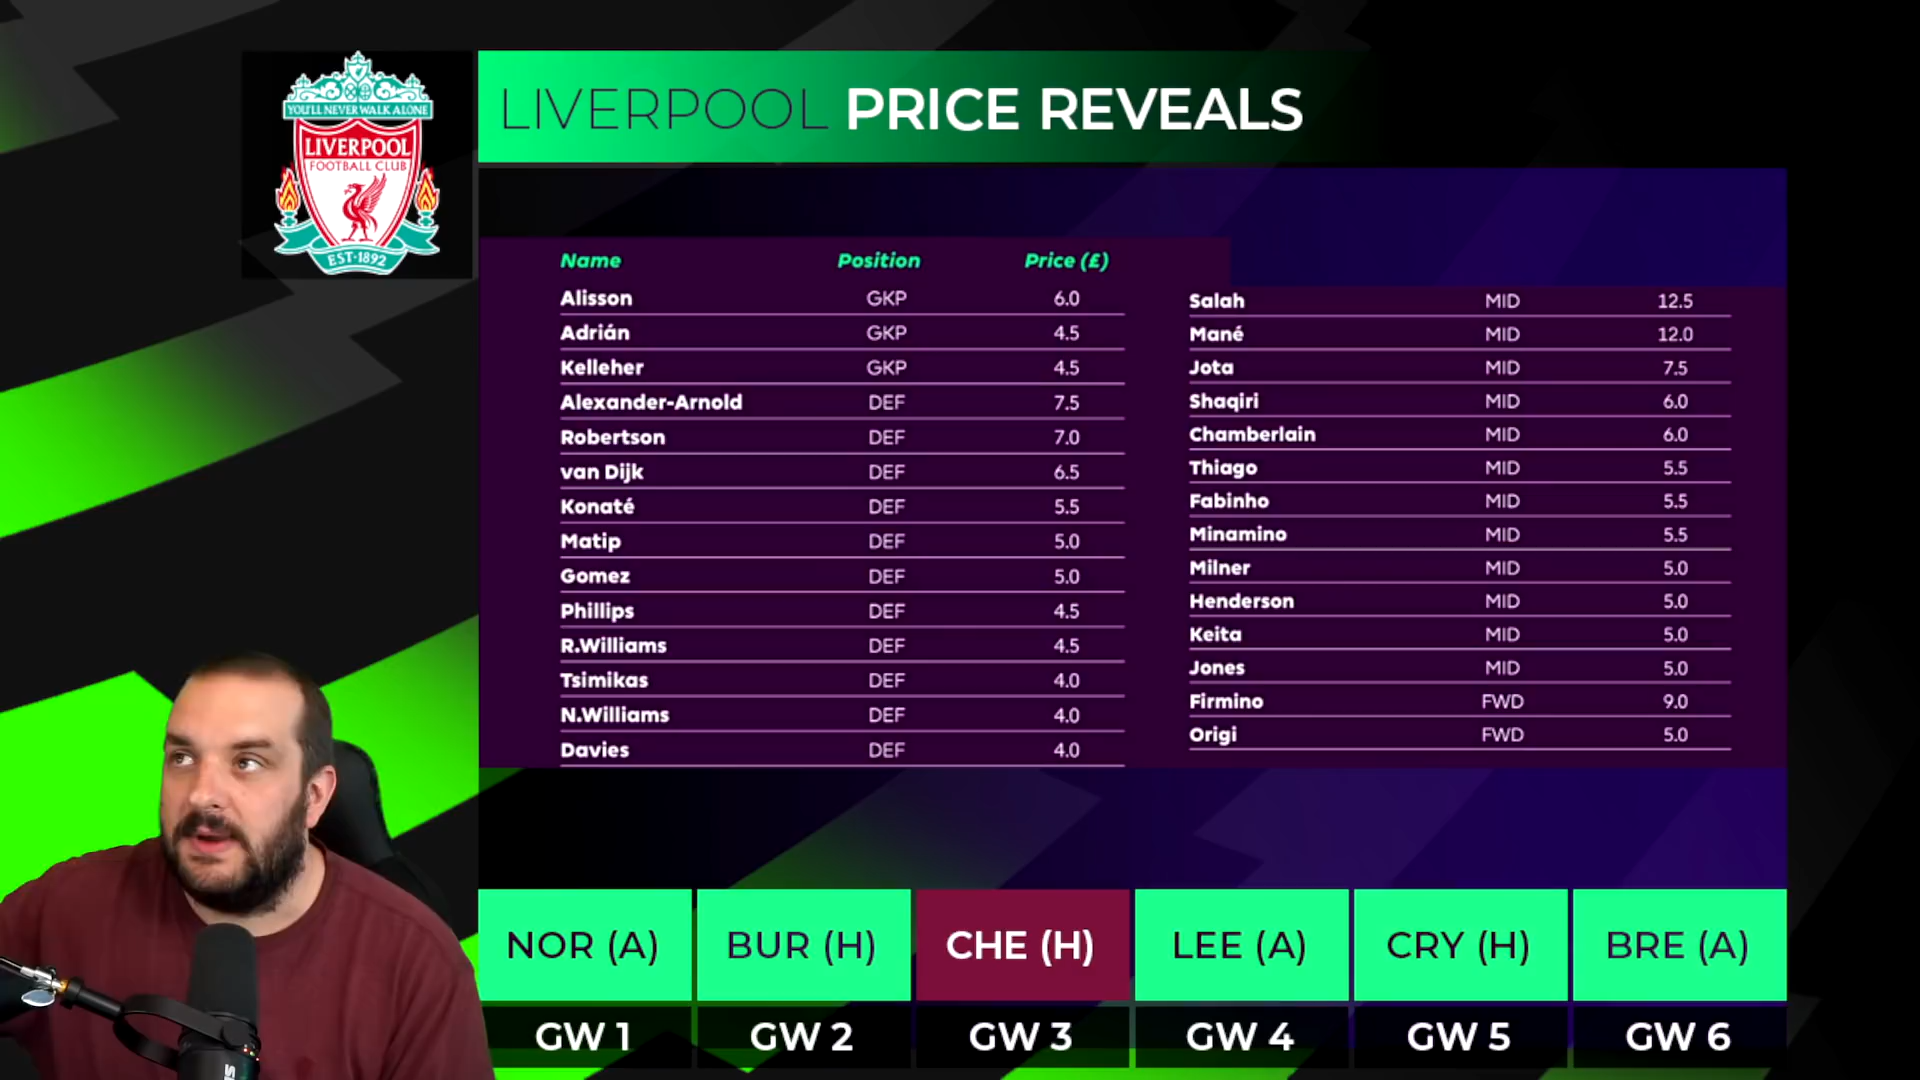 YOU'LL NEVER WALK ALONE
LIVERPOOL
FOOTBALL CLUB
EST·1892
LIVERPOOL PRICE REVEALS
Name Position Price (£)
Alisson GKP 6.0
Adrián GKP 4.5
Kelleher GKP 4.5
Alexander-Arnold DEF 7.5
Robertson DEF 7.0
van Dijk DEF 6.5
Konaté DEF 5.5
Matip DEF 5.0
Gomez DEF 5.0
Phillips DEF 4.5
R.Williams DEF 4.5
Tsimikas DEF 4.0
N.Williams DEF 4.0
Davies DEF 4.0
Salah MID 12.5
Mané MID 12.0
Jota MID 7.5
Shaqiri MID 6.0
Chamberlain MID 6.0
Thiago MID 5.5
Fabinho MID 5.5
Minamino MID 5.5
Milner MID 5.0
Henderson MID 5.0
Keita MID 5.0
Jones MID 5.0
Firmino FWD 9.0
Origi FWD 5.0
NOR (A) BUR (H) CHE (H) LEE (A) CRY (H) BRE (A)
GW 1 GW 2 GW 3 GW 4 GW 5 GW 6